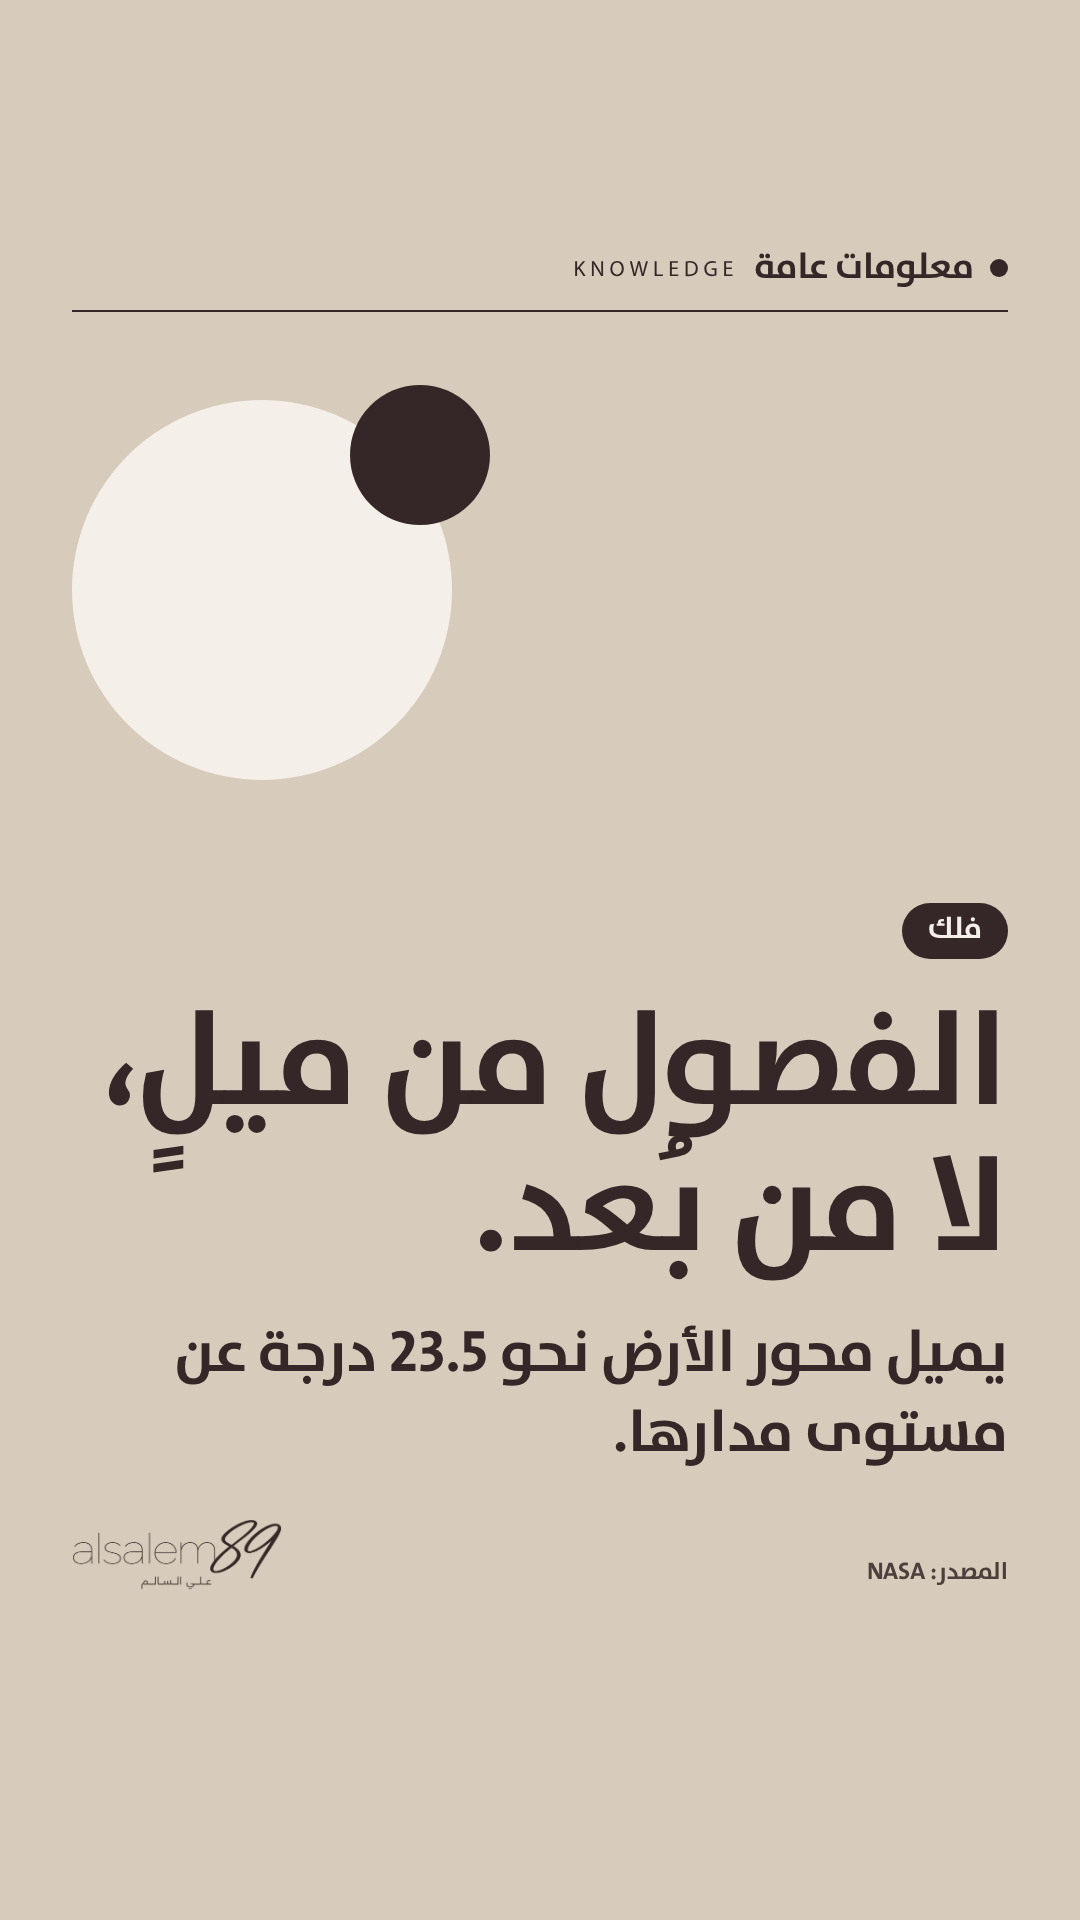 معلومات عامة KNOWLEDGE
فلك
الفصول من ميلٍ،
لا من بُعد.
يميل محور الأرض نحو 23.5 درجة عن
مستوى مدارها.
المصدر: NASA
alsalem89
علي السالم